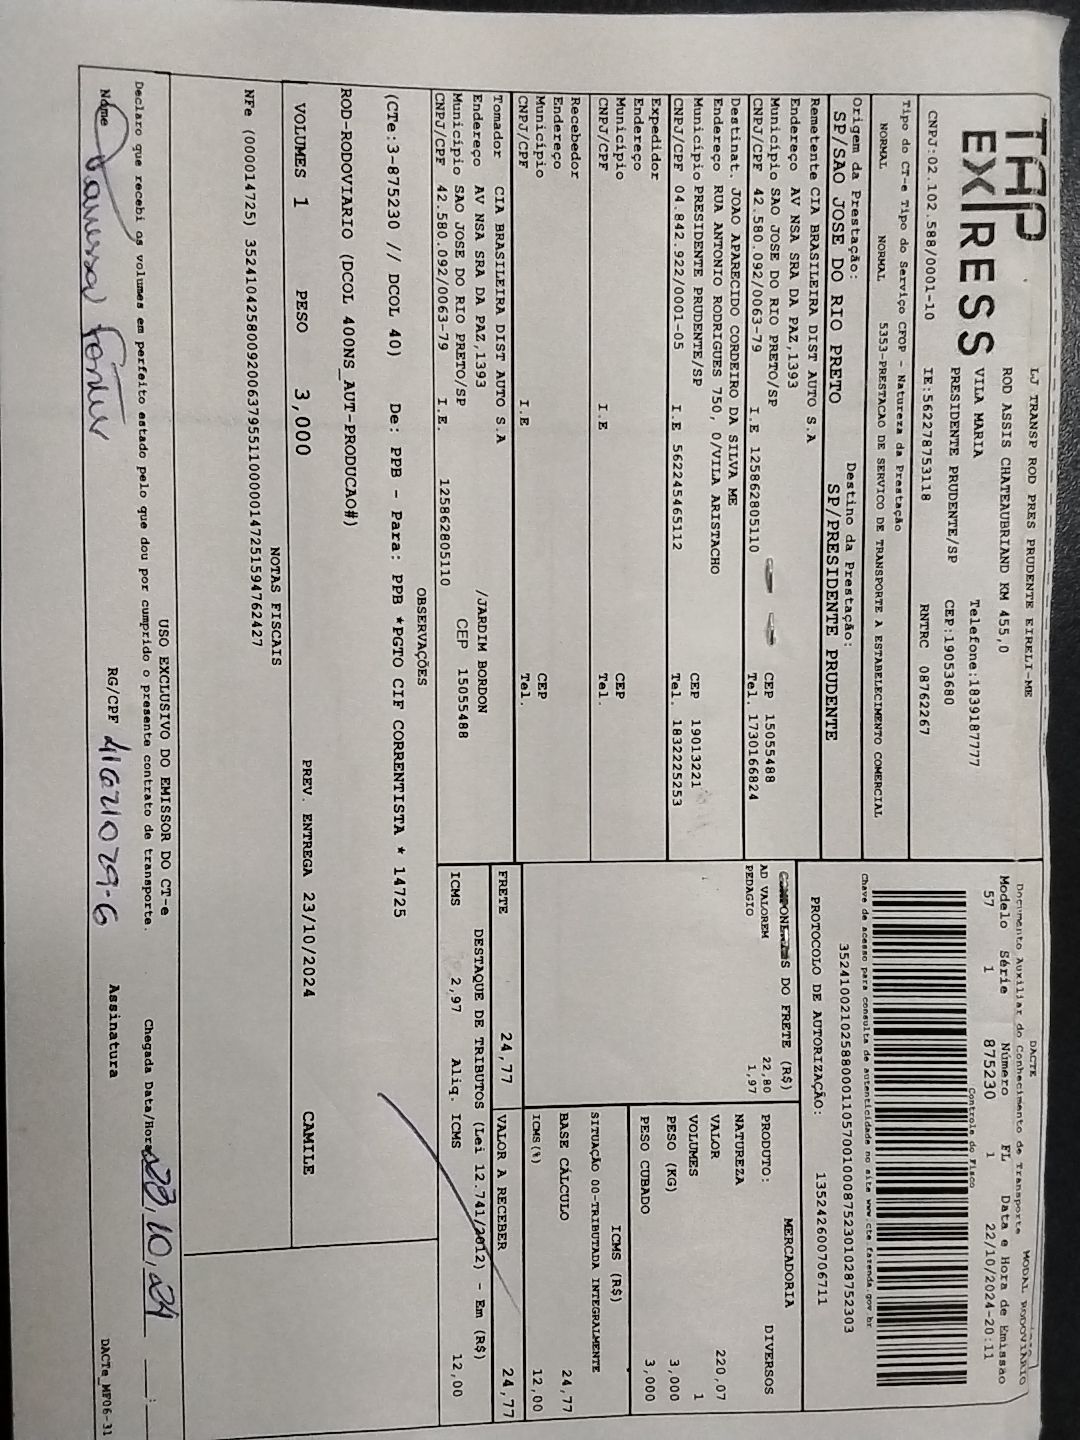 TAP EXPRESS
LJ TRANSP ROD PRES PRUDENTE EIRELI-ME
ROD ASSIS CHATEAUBRIAND KM 455,0
VILA MARIA Telefone:1839187777
PRESIDENTE PRUDENTE/SP CEP:19053680
CNPJ:02.102.588/0001-10 IE:562278753118 RNTRC 08762267
DACTE MODAL RODOVIÁRIO
Documento Auxiliar do Conhecimento de Transporte
Modelo Série Número FL Data e Hora de Emissão
57 1 875230 1 22/10/2024-20:11
Controle do Fisco
Chave de acesso para consulta de autenticidade no site www.cte.fazenda.gov.br
35241002102588000110570010008752301028752303
PROTOCOLO DE AUTORIZAÇÃO: 135242600706711
Tipo do CT-e Tipo do Serviço CFOP - Natureza da Prestação
NORMAL NORMAL 5353-PRESTACAO DE SERVICO DE TRANSPORTE A ESTABELECIMENTO COMERCIAL
Origem da Prestação: Destino da Prestação:
SP/SAO JOSE DO RIO PRETO SP/PRESIDENTE PRUDENTE
Remetente CIA BRASILEIRA DIST AUTO S.A
Endereço AV NSA SRA DA PAZ,1393
Município SAO JOSE DO RIO PRETO/SP CEP 15055488
CNPJ/CPF 42.580.092/0063-79 I.E 125862805110 Tel. 1730166824
Destinat. JOAO APARECIDO CORDEIRO DA SILVA ME
Endereço RUA ANTONIO RODRIGUES 750, 0/VILA ARISTACHO
Município PRESIDENTE PRUDENTE/SP CEP 19013221
CNPJ/CPF 04.842.922/0001-05 I.E 562245465112 Tel. 1832225253
Expedidor
Endereço
Município CEP
CNPJ/CPF I.E Tel.
Recebedor
Endereço
Município CEP
CNPJ/CPF I.E Tel.
Tomador CIA BRASILEIRA DIST AUTO S.A
Endereço AV NSA SRA DA PAZ,1393 /JARDIM BORDON
Município SAO JOSE DO RIO PRETO/SP CEP 15055488
CNPJ/CPF 42.580.092/0063-79 I.E. 125862805110
COMPONENTES DO FRETE (R$)
AD VALOREM 22,80
PEDAGIO 1,97
MERCADORIA
PRODUTO: DIVERSOS
NATUREZA
VALOR 220,07
VOLUMES 1
PESO (KG) 3,000
PESO CUBADO 3,000
ICMS (R$)
SITUAÇÃO 00-TRIBUTADA INTEGRALMENTE
BASE CÁLCULO 24,77
ICMS (%) 12,00
FRETE 24,77 VALOR A RECEBER 24,77
DESTAQUE DE TRIBUTOS (Lei 12.741/2012) - Em (R$)
ICMS 2,97 Aliq. ICMS 12,00
OBSERVAÇÕES
(CTe:3-875230 // DCOL 40) De: PPB - Para: PPB *PGTO CIF CORRENTISTA * 14725
ROD-RODOVIARIO (DCOL 400NS_AUT-PRODUCAO#)
VOLUMES 1 PESO 3,000 PREV. ENTREGA 23/10/2024 CAMILE
NOTAS FISCAIS
NFe (000014725) 35241042580092006379551100000147251594762427
USO EXCLUSIVO DO EMISSOR DO CT-e
Declaro que recebi os volumes em perfeito estado pelo que dou por cumprido o presente contrato de transporte. Chegada Data/Hora 23,10,24 :
Nome Vanessa RG/CPF Assinatura
DACTe_MF06-31